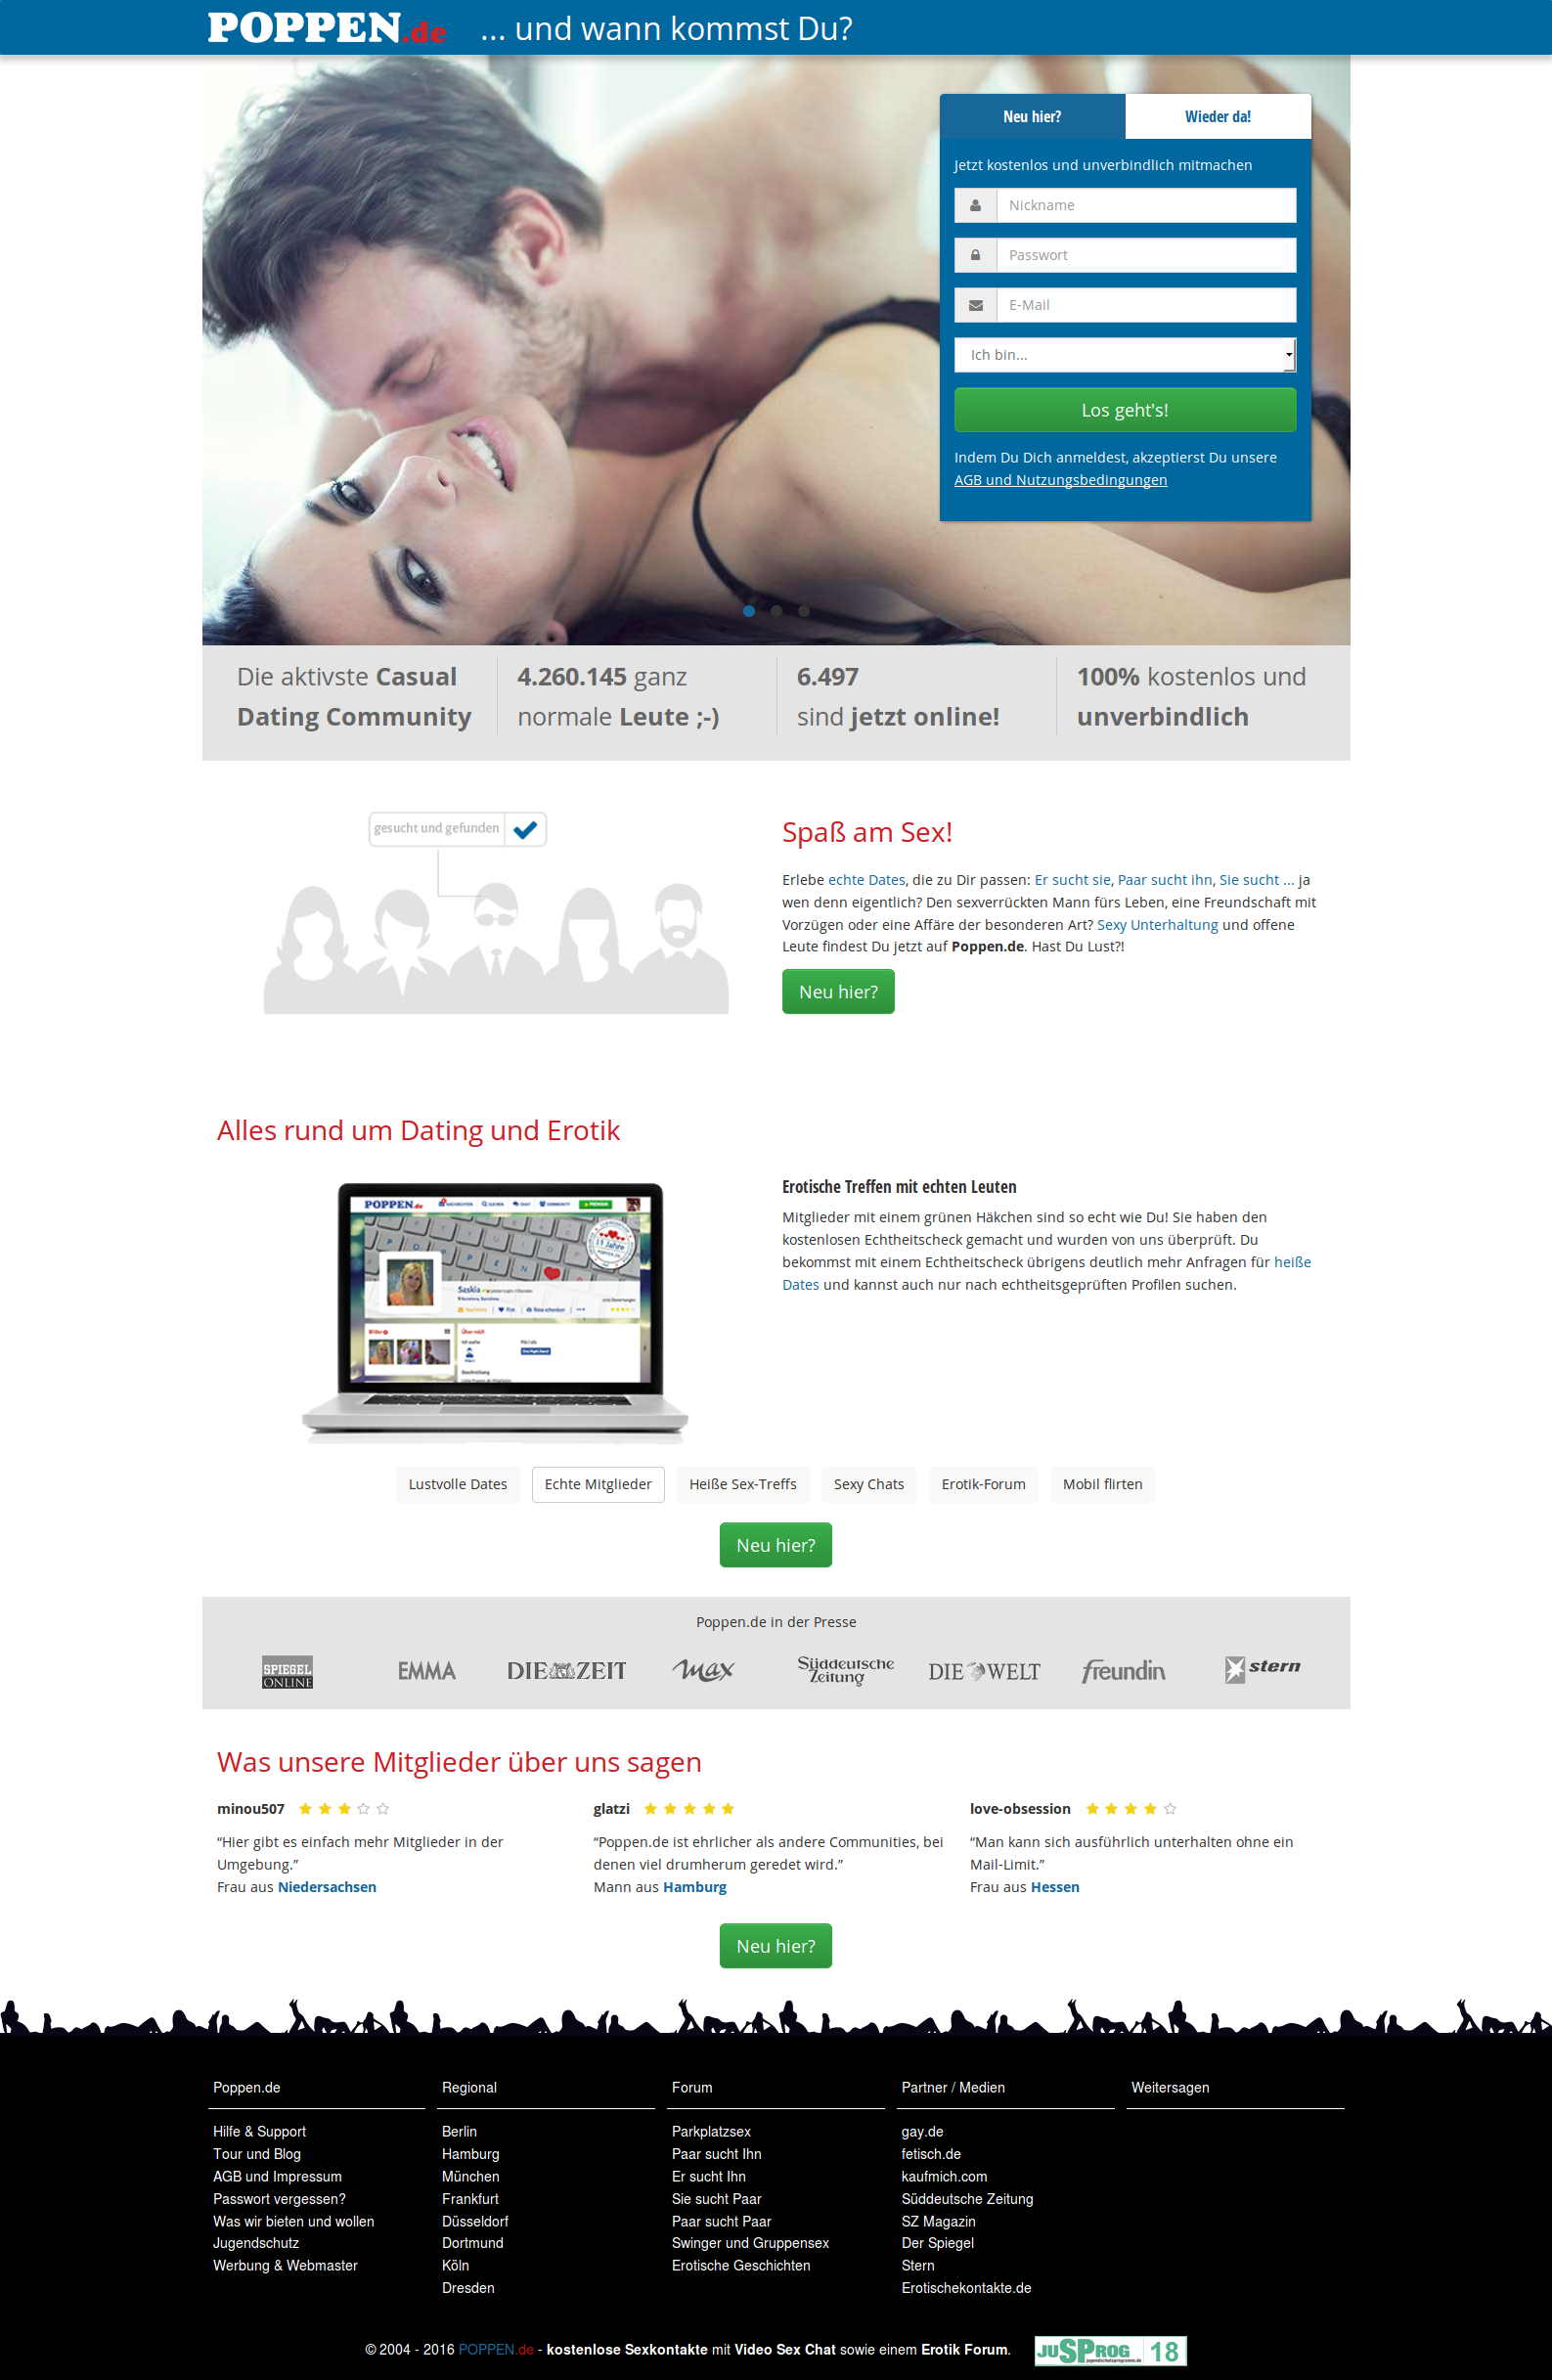 POPPEN.de ... und wann kommst Du?
Neu hier? Wieder da!
Jetzt kostenlos und unverbindlich mitmachen
Nickname
Passwort
E-Mail
Ich bin...
Los geht's!
Indem Du Dich anmeldest, akzeptierst Du unsere
AGB und Nutzungsbedingungen
Die aktivste Casual
Dating Community
4.260.145 ganz
normale Leute ;-)
6.497
sind jetzt online!
100% kostenlos und
unverbindlich
gesucht und gefunden
Spaß am Sex!
Erlebe echte Dates, die zu Dir passen: Er sucht sie, Paar sucht ihn, Sie sucht ... ja
wen denn eigentlich? Den sexverrückten Mann fürs Leben, eine Freundschaft mit
Vorzügen oder eine Affäre der besonderen Art? Sexy Unterhaltung und offene
Leute findest Du jetzt auf Poppen.de. Hast Du Lust?!
Neu hier?
Alles rund um Dating und Erotik
POPPEN.de
11 Jahre
Saskia
Über mich
Erotische Treffen mit echten Leuten
Mitglieder mit einem grünen Häkchen sind so echt wie Du! Sie haben den
kostenlosen Echtheitscheck gemacht und wurden von uns überprüft. Du
bekommst mit einem Echtheitscheck übrigens deutlich mehr Anfragen für heiße
Dates und kannst auch nur nach echtheitsgeprüften Profilen suchen.
Lustvolle Dates Echte Mitglieder Heiße Sex-Treffs Sexy Chats Erotik-Forum Mobil flirten
Neu hier?
Poppen.de in der Presse
SPIEGEL
ONLINE
EMMA
DIE ZEIT
max
Süddeutsche
Zeitung
DIE WELT
freundin
stern
Was unsere Mitglieder über uns sagen
minou507
“Hier gibt es einfach mehr Mitglieder in der
Umgebung.”
Frau aus Niedersachsen
glatzi
“Poppen.de ist ehrlicher als andere Communities, bei
denen viel drumherum geredet wird.”
Mann aus Hamburg
love-obsession
“Man kann sich ausführlich unterhalten ohne ein
Mail-Limit.”
Frau aus Hessen
Neu hier?
Poppen.de
Hilfe & Support
Tour und Blog
AGB und Impressum
Passwort vergessen?
Was wir bieten und wollen
Jugendschutz
Werbung & Webmaster
Regional
Berlin
Hamburg
München
Frankfurt
Düsseldorf
Dortmund
Köln
Dresden
Forum
Parkplatzsex
Paar sucht Ihn
Er sucht Ihn
Sie sucht Paar
Paar sucht Paar
Swinger und Gruppensex
Erotische Geschichten
Partner / Medien
gay.de
fetisch.de
kaufmich.com
Süddeutsche Zeitung
SZ Magazin
Der Spiegel
Stern
Erotischekontakte.de
Weitersagen
© 2004 - 2016 POPPEN.de - kostenlose Sexkontakte mit Video Sex Chat sowie einem Erotik Forum.
JUSPROG 18
jugendschutzprogramm.de